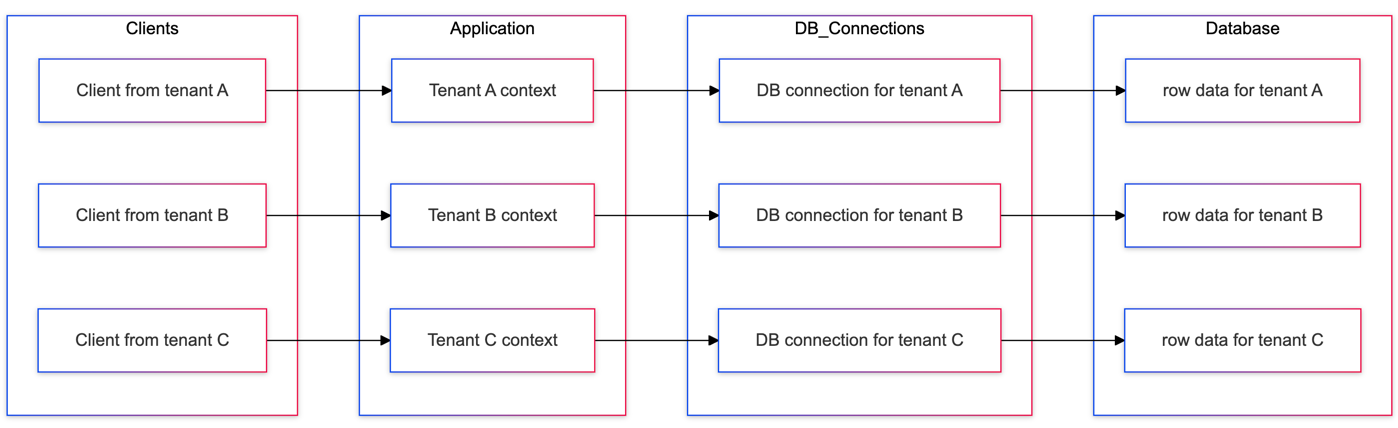 Clients
Application
DB_Connections
Database
Client from tenant A
Tenant A context
DB connection for tenant A
row data for tenant A
Client from tenant B
Tenant B context
DB connection for tenant B
row data for tenant B
Client from tenant C
Tenant C context
DB connection for tenant C
row data for tenant C